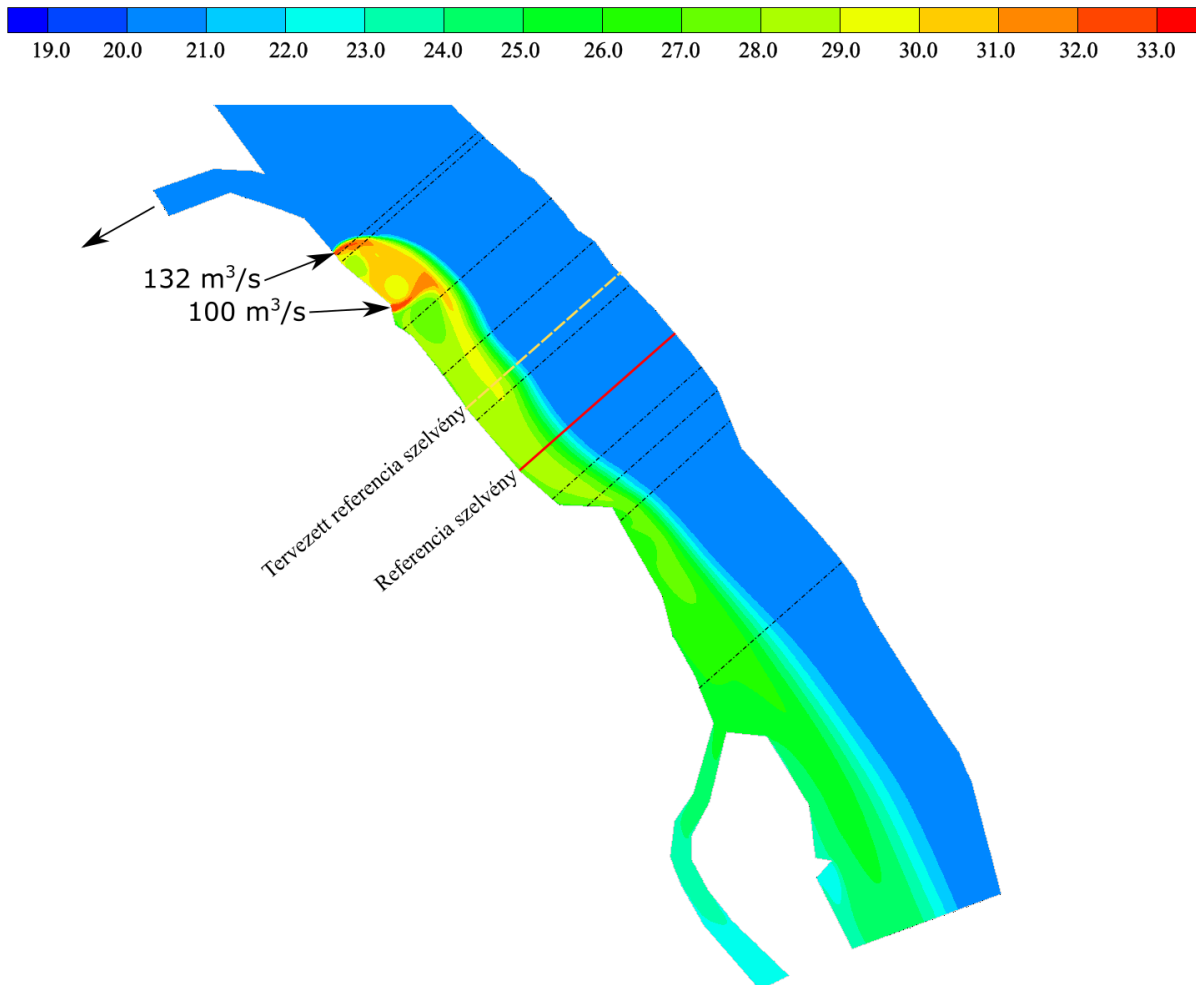 19.0 20.0 21.0 22.0 23.0 24.0 25.0 26.0 27.0 28.0 29.0 30.0 31.0 32.0 33.0
132 m³/s
100 m³/s
Tervezett referencia szelvény
Referencia szelvény